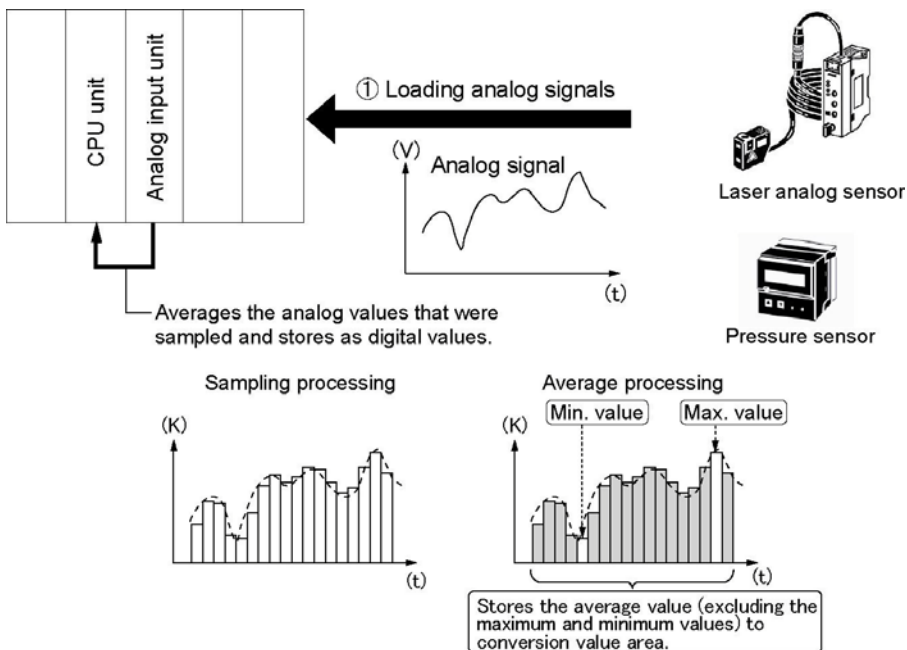 CPU unit
Analog input unit
① Loading analog signals
(V)
Analog signal
(t)
Laser analog sensor
Pressure sensor
Averages the analog values that were
sampled and stores as digital values.
Sampling processing
(K)
(t)
Average processing
Min. value
Max. value
(K)
(t)
Stores the average value (excluding the
maximum and minimum values) to
conversion value area.